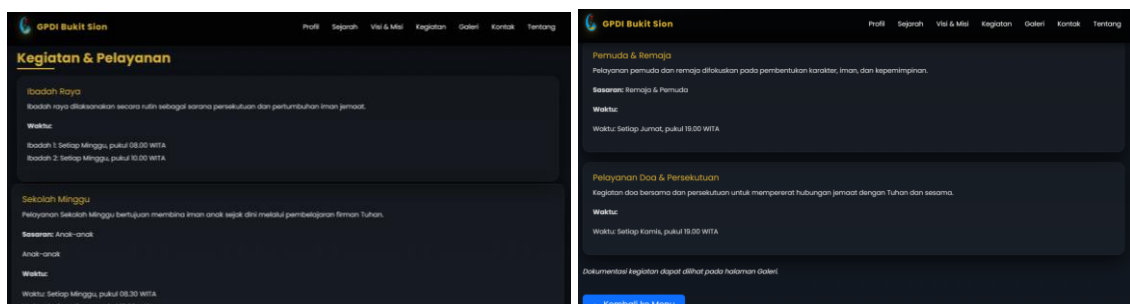 GPDI Bukit Sion
Profil Sejarah Visi & Misi Kegiatan Galeri Kontak Tentang
Kegiatan & Pelayanan
Ibadah Raya
Ibadah raya dilaksanakan secara rutin sebagai sarana persekutuan dan pertumbuhan iman jemaat.
Waktu:
Ibadah 1: Setiap Minggu, pukul 08.00 WITA
Ibadah 2: Setiap Minggu, pukul 10.00 WITA
Sekolah Minggu
Pelayanan Sekolah Minggu bertujuan membina iman anak sejak dini melalui pembelajaran firman Tuhan.
Sasaran: Anak-anak
Anak-anak
Waktu:
Waktu: Setiap Minggu, pukul 08.30 WITA
GPDI Bukit Sion
Profil Sejarah Visi & Misi Kegiatan Galeri Kontak Tentang
Pemuda & Remaja
Pelayanan pemuda dan remaja difokuskan pada pembentukan karakter, iman, dan kepemimpinan.
Sasaran: Remaja & Pemuda
Waktu:
Waktu: Setiap Jumat, pukul 19.00 WITA
Pelayanan Doa & Persekutuan
Kegiatan doa bersama dan persekutuan untuk mempererat hubungan jemaat dengan Tuhan dan sesama.
Waktu:
Waktu: Setiap Kamis, pukul 19.00 WITA
Dokumentasi kegiatan dapat dilihat pada halaman Galeri.
Kembali ke Menu